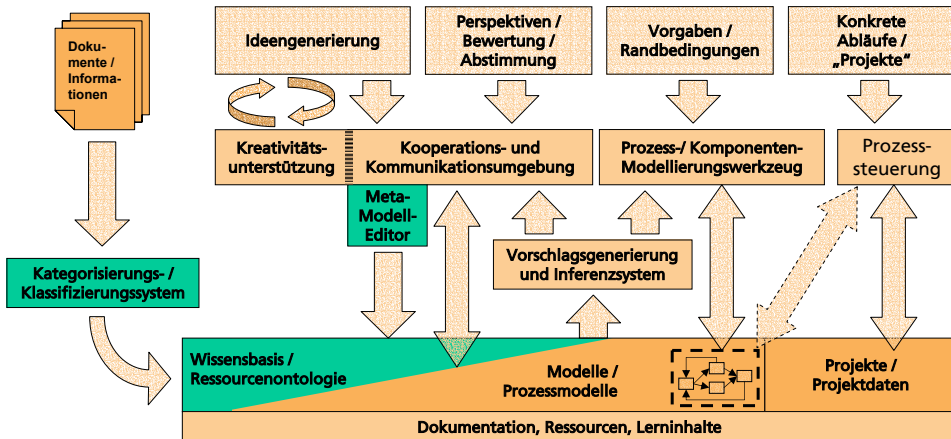 Doku-
mente /
Informa-
tionen
Ideengenerierung
Perspektiven /
Bewertung /
Abstimmung
Vorgaben /
Randbedingungen
Konkrete
Abläufe /
„Projekte“
Kreativitäts-
unterstützung
Kooperations- und
Kommunikationsumgebung
Prozess-/ Komponenten-
Modellierungswerkzeug
Prozess-
steuerung
Meta-
Modell-
Editor
Vorschlagsgenerierung
und Inferenzsystem
Kategorisierungs- /
Klassifizierungssystem
Wissensbasis /
Ressourcenontologie
Modelle /
Prozessmodelle
Projekte /
Projektdaten
Dokumentation, Ressourcen, Lerninhalte